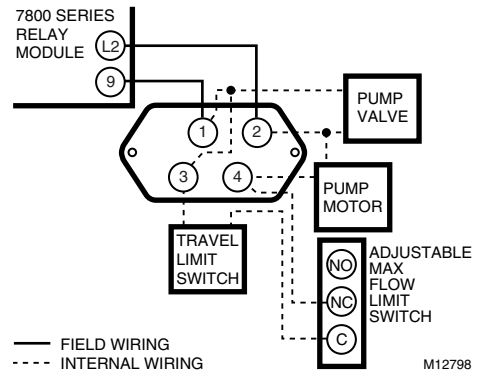 7800 SERIES
RELAY
MODULE
L2
9
1
2
3
4
PUMP
VALVE
PUMP
MOTOR
TRAVEL
LIMIT
SWITCH
NO
NC
C
ADJUSTABLE
MAX
FLOW
LIMIT
SWITCH
FIELD WIRING
INTERNAL WIRING
M12798